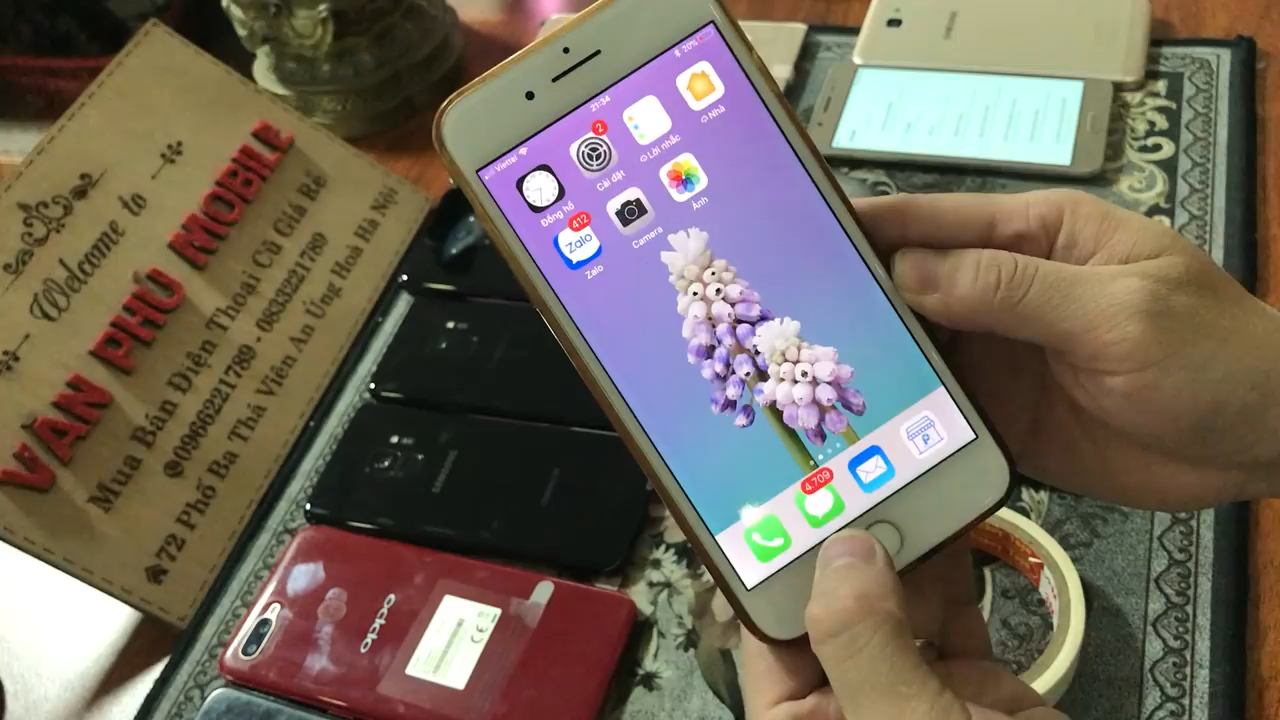 Welcome to
VĂN PHÚ MOBILE
Mua Bán Điện Thoại Cũ Giá Rẻ
0966221789 - 0833221789
72 Phố Ba Thá Viên An Ứng Hoà Hà Nội
Viettel
21:34
20%
Đồng hồ
2
Cài đặt
Lời nhắc
Nhà
412
Zalo
Zalo
Camera
Ảnh
4.709
P
SAMSUNG
oppo
CE